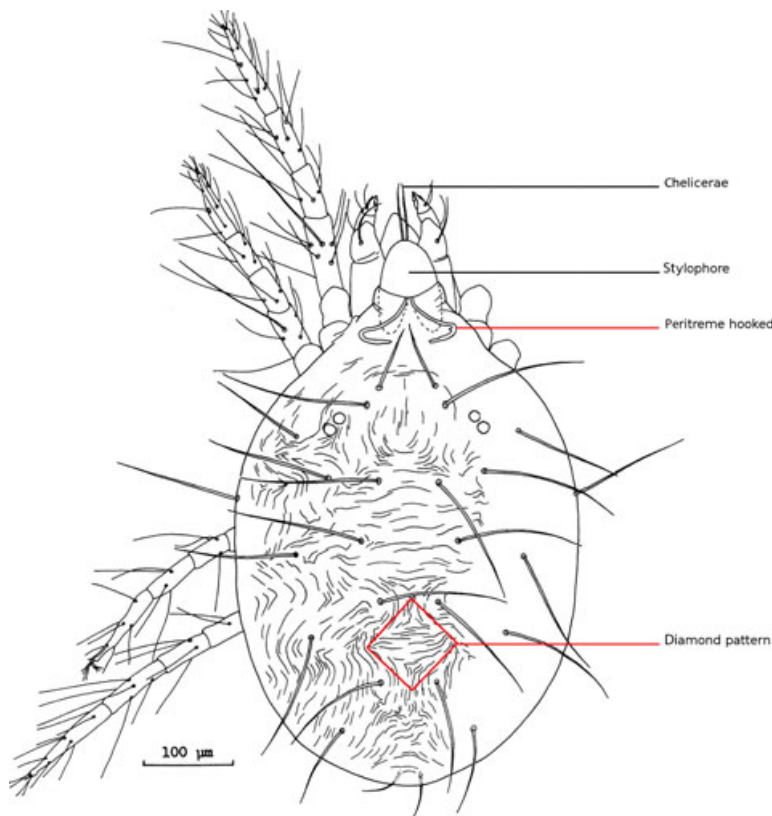 Chelicerae
Stylophore
Peritreme hooked
Diamond pattern
100 µm